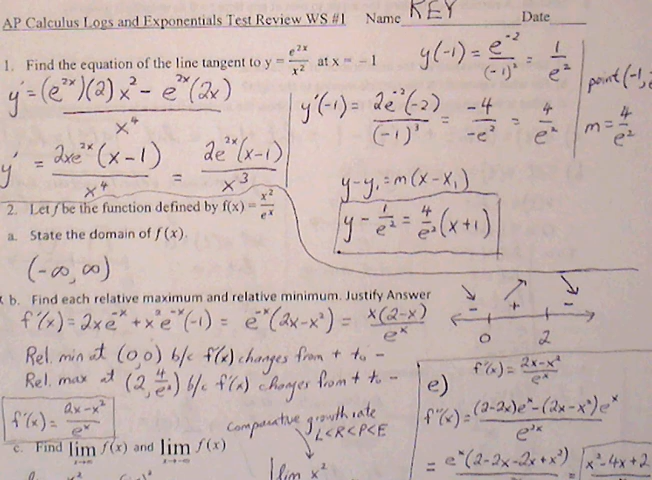 AP Calculus Logs and Exponentials Test Review WS #1 Name KEY Date
1. Find the equation of the line tangent to y = e^2x / x^2 at x = −1
y(-1) = e^-2 / (-1)^2 = 1/e^2
point (-1,
y' = (e^2x)(2)x^2 - e^2x(2x) / x^4
y'(-1) = 2e^-2(-2) / (-1)^3 = -4 / -e^2 = 4/e^2
m = 4/e^2
y' = 2xe^2x(x-1) / x^4 = 2e^2x(x-1) / x^3
y-y₁ = m(x-x₁)
y - 1/e^2 = 4/e^2 (x+1)
2. Let f be the function defined by f(x) = x^2 / e^x
a. State the domain of f(x).
(-∞, ∞)
b. Find each relative maximum and relative minimum. Justify Answer
f'(x) = 2xe^-x + x^2e^-x(-1) = e^-x(2x-x^2) = x(2-x) / e^x
- + -
0 2
Rel. min at (0,0) b/c f'(x) changes from + to -
Rel. max at (2, 4/e^2) b/c f'(x) changes from + to -
f'(x) = 2x-x^2 / e^x
comparative growth rate
L<R<P<E
c. Find lim x→∞ f(x) and lim x→-∞ f(x)
lim x^2
e) f'(x) = 2x-x^2 / e^x
f''(x) = (2-2x)e^x-(2x-x^2)e^x / e^2x
= e^x(2-2x-2x+x^2) = x^2-4x+2